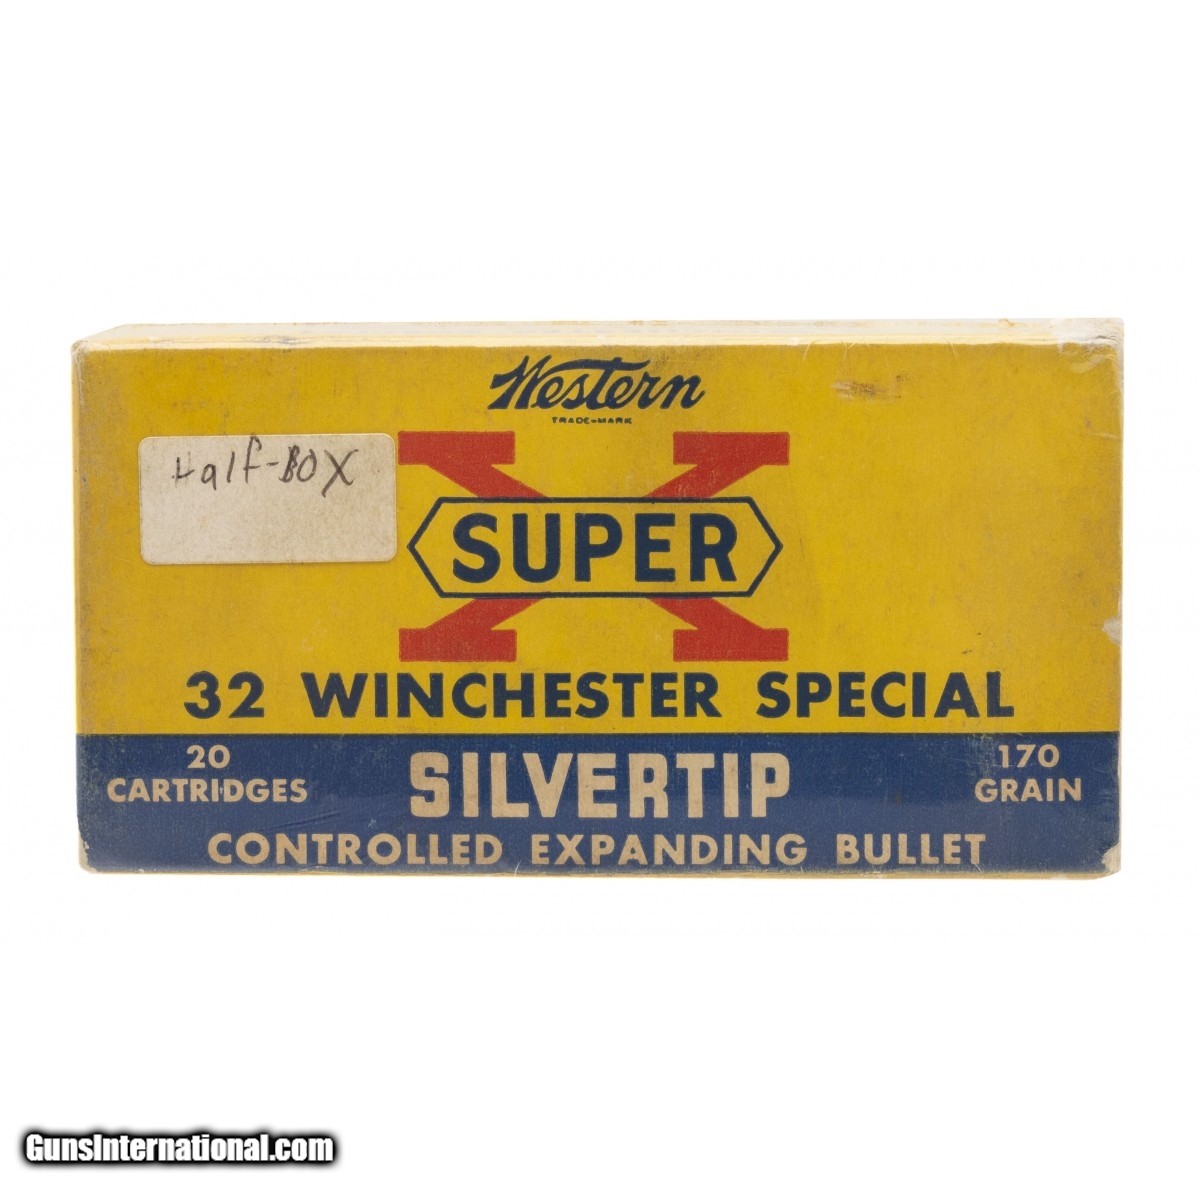 Western
TRADE-MARK
Half-BOX
X
SUPER
32 WINCHESTER SPECIAL
20
CARTRIDGES
SILVERTIP
170
GRAIN
CONTROLLED EXPANDING BULLET
GunsInternational.com